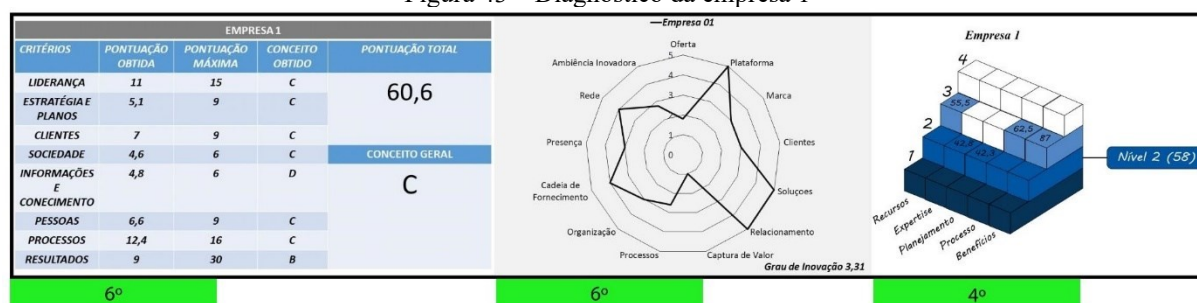 Figura 43 – Diagnóstico da empresa 1
EMPRESA 1
CRITÉRIOS PONTUAÇÃO OBTIDA PONTUAÇÃO MÁXIMA CONCEITO OBTIDO PONTUAÇÃO TOTAL
LIDERANÇA 11 15 C 60,6
ESTRATÉGIA E PLANOS 5,1 9 C
CLIENTES 7 9 C
SOCIEDADE 4,6 6 C CONCEITO GERAL
INFORMAÇÕES E CONECIMENTO 4,8 6 D C
PESSOAS 6,6 9 C
PROCESSOS 12,4 16 C
RESULTADOS 9 30 B
Empresa 01
Oferta
Plataforma
Marca
Clientes
Soluçoes
Relacionamento
Captura de Valor
Processos
Organização
Cadeia de
Fornecimento
Presença
Rede
Ambiência Inovadora
5
4
3
2
1
0
Grau de Inovação 3,31
Empresa 1
4
3
55,5
62,5
87
2
42,8
42,3
1
Nível 2 (58)
Recursos
Expertise
Planejamento
Processo
Benefícios
6º
6º
4º